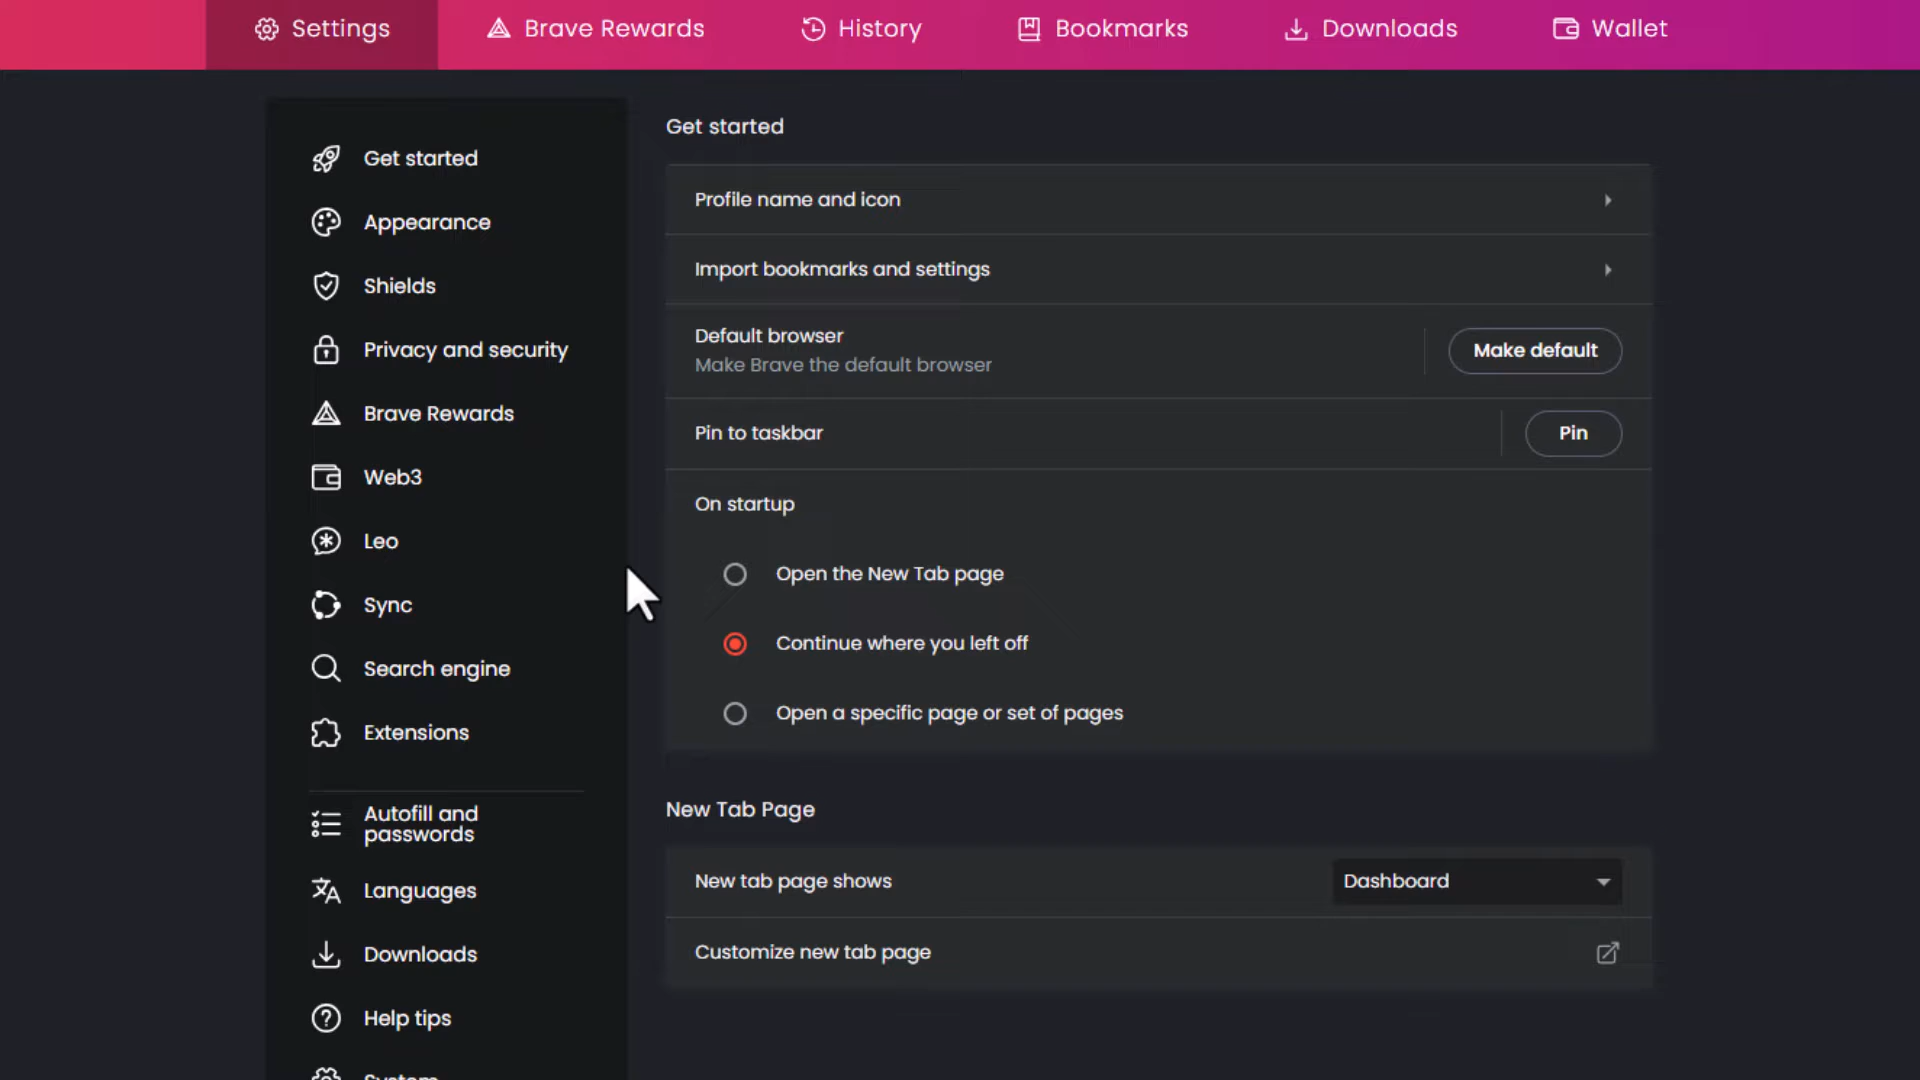 Settings
Brave Rewards
History
Bookmarks
Downloads
Wallet
Get started
Appearance
Shields
Privacy and security
Brave Rewards
Web3
Leo
Sync
Search engine
Extensions
Autofill and
passwords
Languages
Downloads
Help tips
System
Get started
Profile name and icon
Import bookmarks and settings
Default browser
Make Brave the default browser
Make default
Pin to taskbar
Pin
On startup
Open the New Tab page
Continue where you left off
Open a specific page or set of pages
New Tab Page
New tab page shows
Dashboard
Customize new tab page